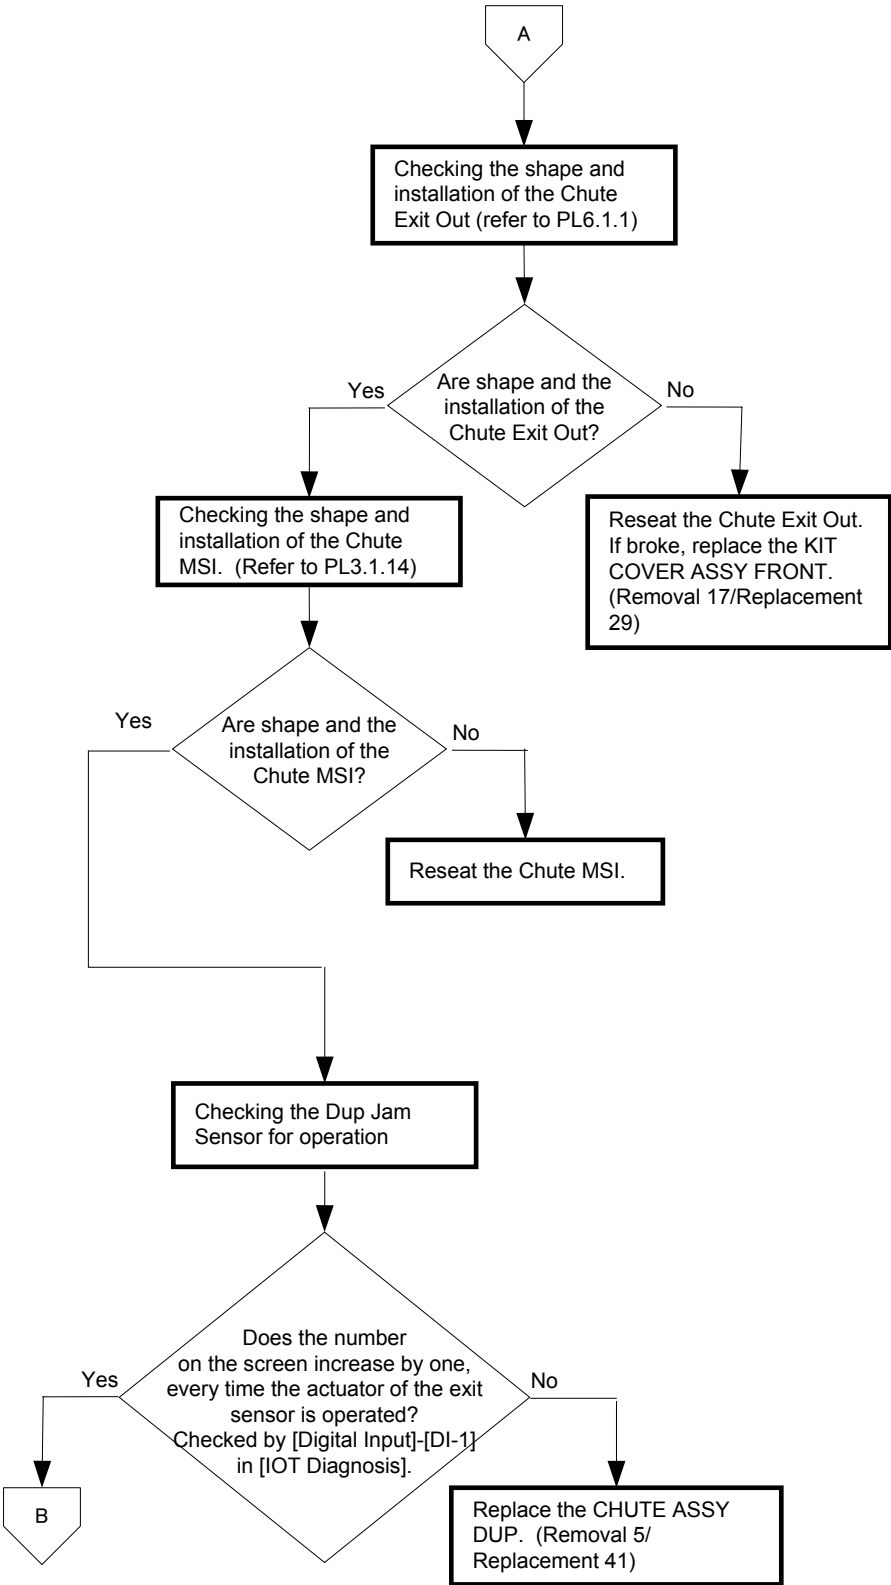 A
Checking the shape and
installation of the Chute
Exit Out (refer to PL6.1.1)
Are shape and the
installation of the
Chute Exit Out?
Yes
No
Checking the shape and
installation of the Chute
MSI.  (Refer to PL3.1.14)
Reseat the Chute Exit Out.
If broke, replace the KIT
COVER ASSY FRONT.
(Removal 17/Replacement
29)
Are shape and the
installation of the
Chute MSI?
Yes
No
Reseat the Chute MSI.
Checking the Dup Jam
Sensor for operation
Does the number
on the screen increase by one,
every time the actuator of the exit
sensor is operated?
Checked by [Digital Input]-[DI-1]
in [IOT Diagnosis].
Yes
No
B
Replace the CHUTE ASSY
DUP.  (Removal 5/
Replacement 41)